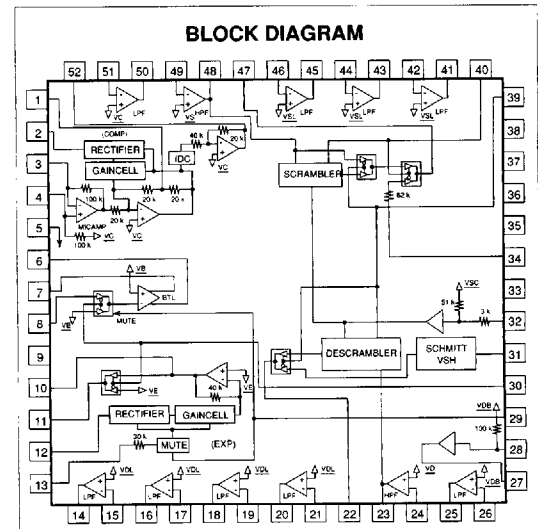 BLOCK DIAGRAM
52 51 50 49 48 47 46 45 44 43 42 41 40
VC LPF VS HPF VSL LPF VSL LPF VSL LPF
1
2
3
4
5
6
7
8
9
10
11
12
13
39
38
37
36
35
34
33
32
31
30
29
28
27
(COMP)
RECTIFIER
GAINCELL
IDC
40 k
20 k
VC
SCRAMBLER
62 k
100 k
20 k
20 k
20 k
MICAMP
VC
100 k
VC
VB
BTL
VB
MUTE
VSC
51 k
3 k
DESCRAMBLER
SCHMITT
VSH
VE
VE
40 k
RECTIFIER
GAINCELL
30 k
MUTE
(EXP)
VDB
100 k
VDL VDL VDL VDL VD VDB
LPF LPF LPF LPF HPF LPF
14 15 16 17 18 19 20 21 22 23 24 25 26